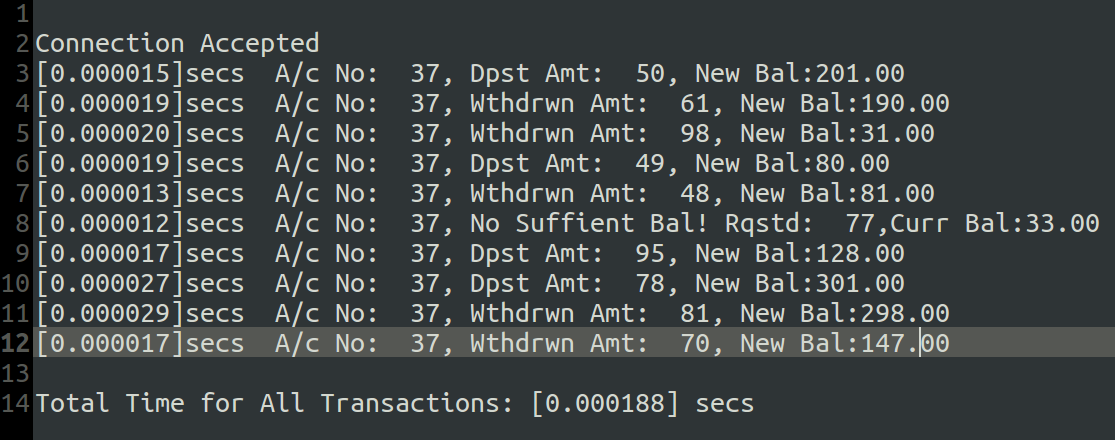 1
2 Connection Accepted
3 [0.000015]secs  A/c No:  37, Dpst Amt:  50, New Bal:201.00
4 [0.000019]secs  A/c No:  37, Wthdrwn Amt:  61, New Bal:190.00
5 [0.000020]secs  A/c No:  37, Wthdrwn Amt:  98, New Bal:31.00
6 [0.000019]secs  A/c No:  37, Dpst Amt:  49, New Bal:80.00
7 [0.000013]secs  A/c No:  37, Wthdrwn Amt:  48, New Bal:81.00
8 [0.000012]secs  A/c No:  37, No Suffient Bal! Rqstd:  77,Curr Bal:33.00
9 [0.000017]secs  A/c No:  37, Dpst Amt:  95, New Bal:128.00
10 [0.000027]secs  A/c No:  37, Dpst Amt:  78, New Bal:301.00
11 [0.000029]secs  A/c No:  37, Wthdrwn Amt:  81, New Bal:298.00
12 [0.000017]secs  A/c No:  37, Wthdrwn Amt:  70, New Bal:147.00
13
14 Total Time for All Transactions: [0.000188] secs